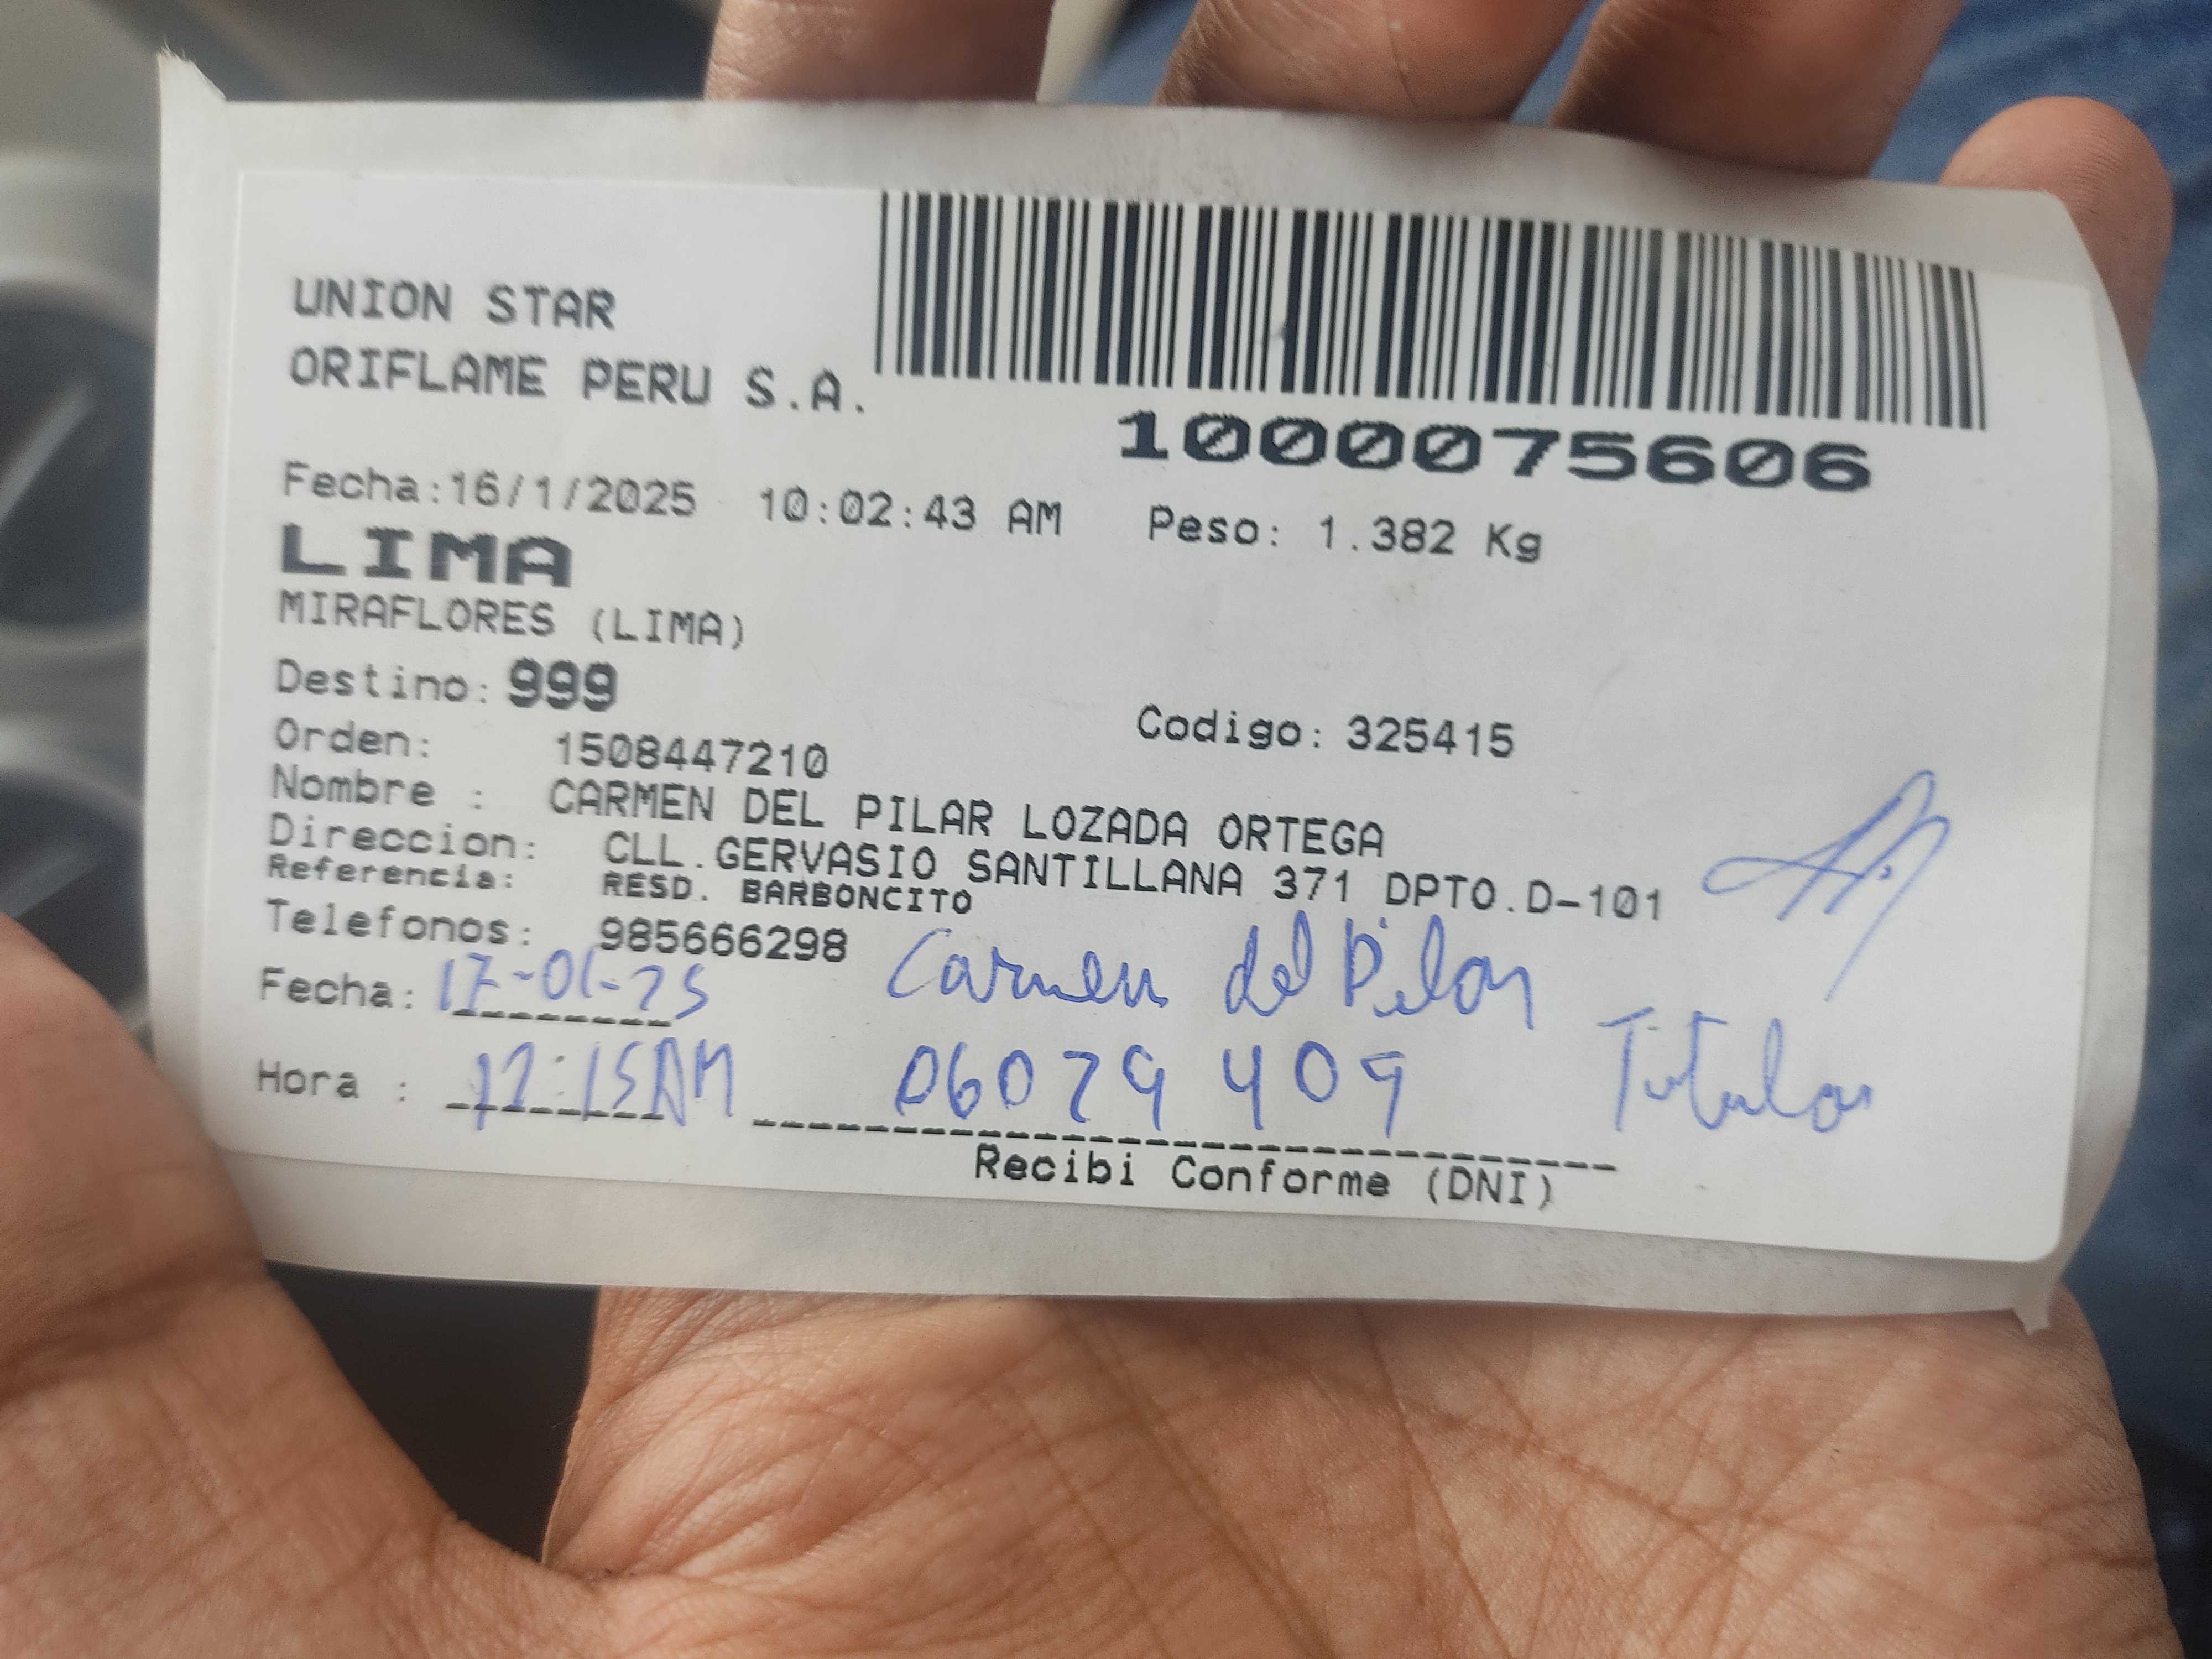 UNION STAR
ORIFLAME PERU S.A.
1000075606
Fecha:16/1/2025 10:02:43 AM Peso: 1.382 Kg
LIMA
MIRAFLORES (LIMA)
Destino: 999
Orden: 1508447210 Codigo: 325415
Nombre : CARMEN DEL PILAR LOZADA ORTEGA
Direccion: CLL.GERVASIO SANTILLANA 371 DPTO.D-101
Referencia: RESD. BARBONCITO
Telefonos: 985666298
Fecha: 17-01-25 Carmen del Pilar
Hora : 12:15AM 06079409 Titular
Recibi Conforme (DNI)